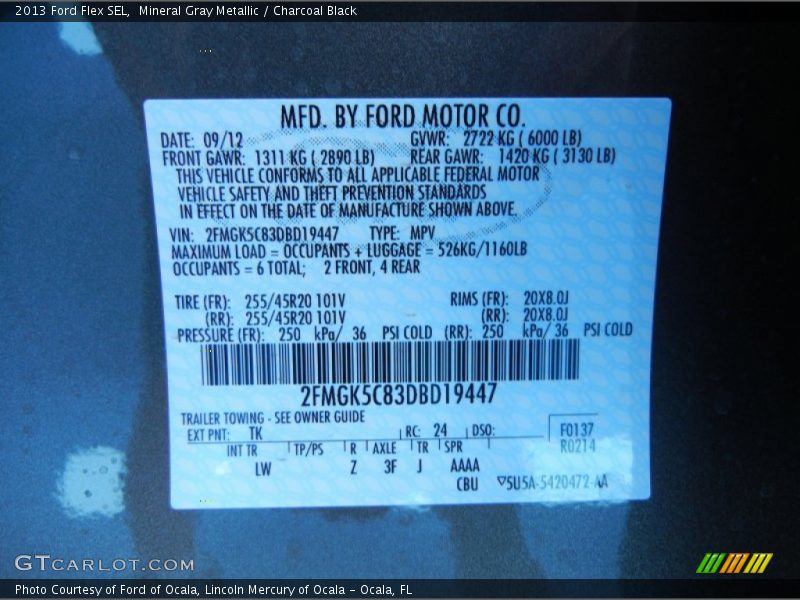 2013 Ford Flex SEL, Mineral Gray Metallic / Charcoal Black
MFD. BY FORD MOTOR CO.
DATE: 09/12 GVWR: 2722 KG ( 6000 LB)
FRONT GAWR: 1311 KG ( 2890 LB) REAR GAWR: 1420 KG ( 3130 LB)
THIS VEHICLE CONFORMS TO ALL APPLICABLE FEDERAL MOTOR
VEHICLE SAFETY AND THEFT PREVENTION STANDARDS
IN EFFECT ON THE DATE OF MANUFACTURE SHOWN ABOVE.
VIN: 2FMGK5C83DBD19447 TYPE: MPV
MAXIMUM LOAD = OCCUPANTS + LUGGAGE = 526KG/1160LB
OCCUPANTS = 6 TOTAL; 2 FRONT, 4 REAR
TIRE (FR): 255/45R20 101V RIMS (FR): 20X8.0J
(RR): 255/45R20 101V (RR): 20X8.0J
PRESSURE (FR): 250 kPa/ 36 PSI COLD (RR): 250 kPa/ 36 PSI COLD
2FMGK5C83DBD19447
TRAILER TOWING - SEE OWNER GUIDE
EXT PNT: TK RC: 24 DSO: F0137
INT TR TP/PS R AXLE TR SPR R0214
LW Z 3F J AAAA
CBU 5U5A-5420472-AA
GTCARLOT.COM
Photo Courtesy of Ford of Ocala, Lincoln Mercury of Ocala – Ocala, FL